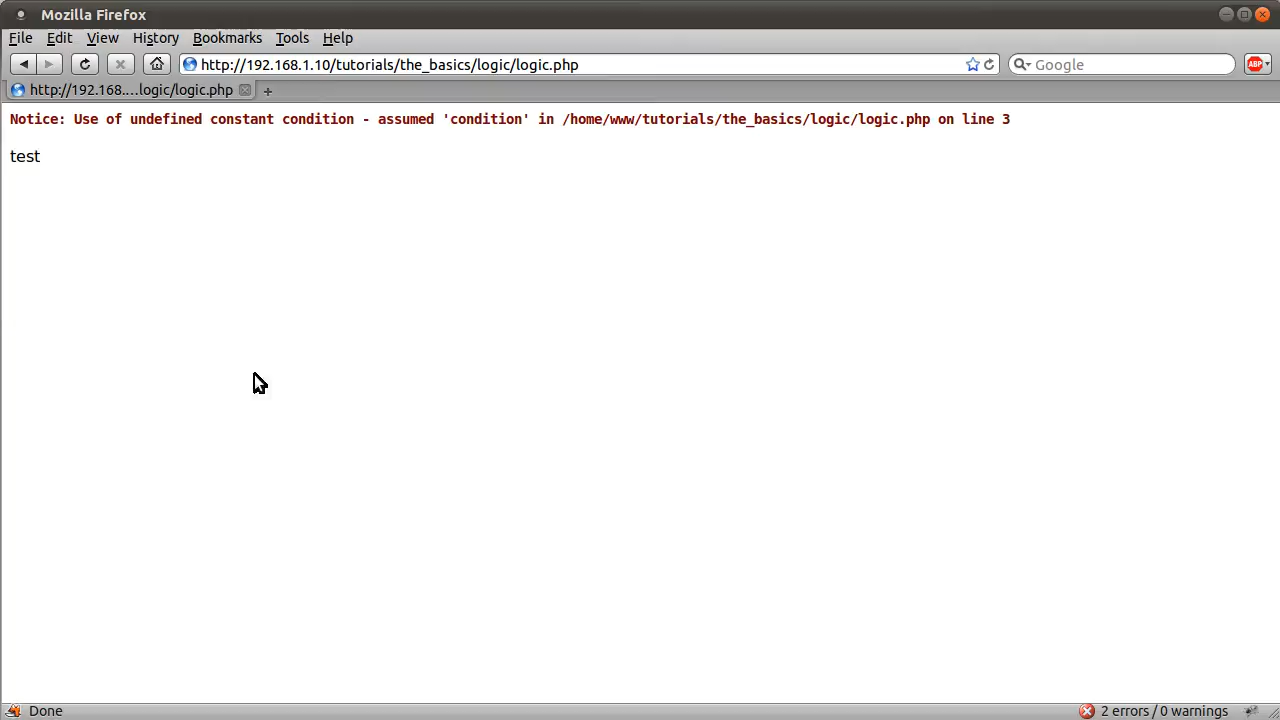 Mozilla Firefox
File Edit View History Bookmarks Tools Help
http://192.168.1.10/tutorials/the_basics/logic/logic.php Google ABP
http://192.168....logic/logic.php
Notice: Use of undefined constant condition - assumed 'condition' in /home/www/tutorials/the_basics/logic/logic.php on line 3
test
Done 2 errors / 0 warnings